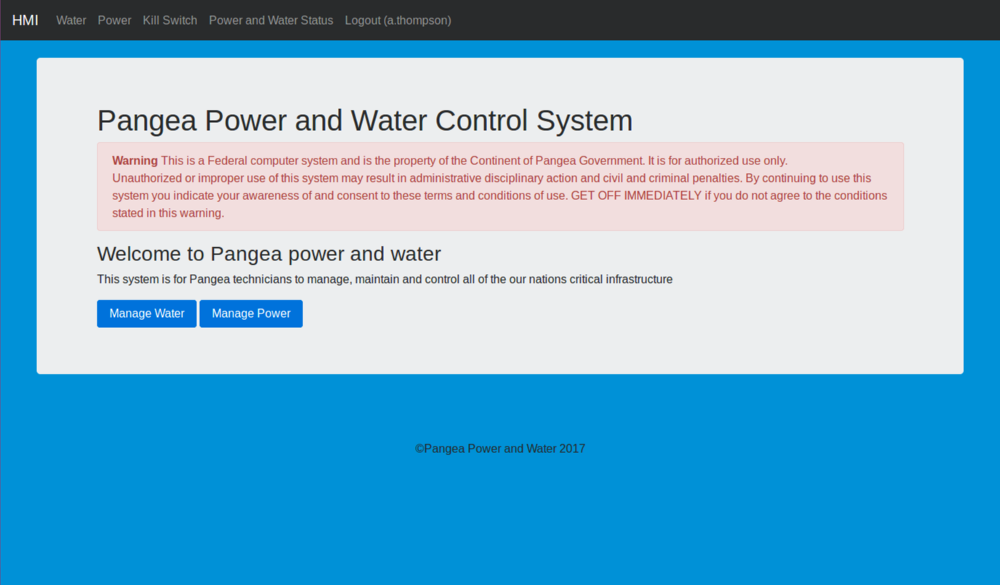 HMI Water Power Kill Switch Power and Water Status Logout (a.thompson)
Pangea Power and Water Control System
Warning This is a Federal computer system and is the property of the Continent of Pangea Government. It is for authorized use only.
Unauthorized or improper use of this system may result in administrative disciplinary action and civil and criminal penalties. By continuing to use this
system you indicate your awareness of and consent to these terms and conditions of use. GET OFF IMMEDIATELY if you do not agree to the conditions
stated in this warning.
Welcome to Pangea power and water
This system is for Pangea technicians to manage, maintain and control all of the our nations critical infrastructure
Manage Water Manage Power
©Pangea Power and Water 2017